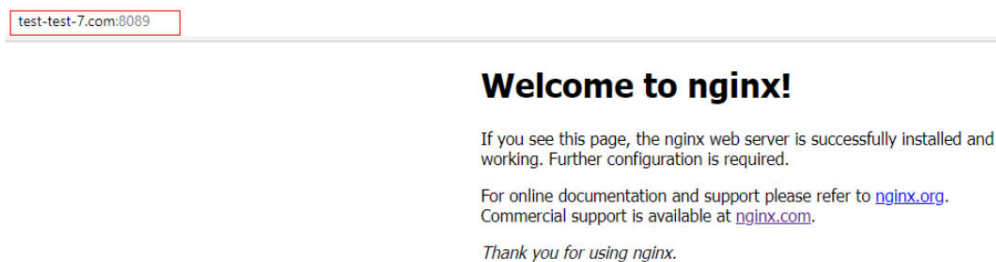 test-test-7.com:8089
Welcome to nginx!
If you see this page, the nginx web server is successfully installed and
working. Further configuration is required.
For online documentation and support please refer to nginx.org.
Commercial support is available at nginx.com.
Thank you for using nginx.